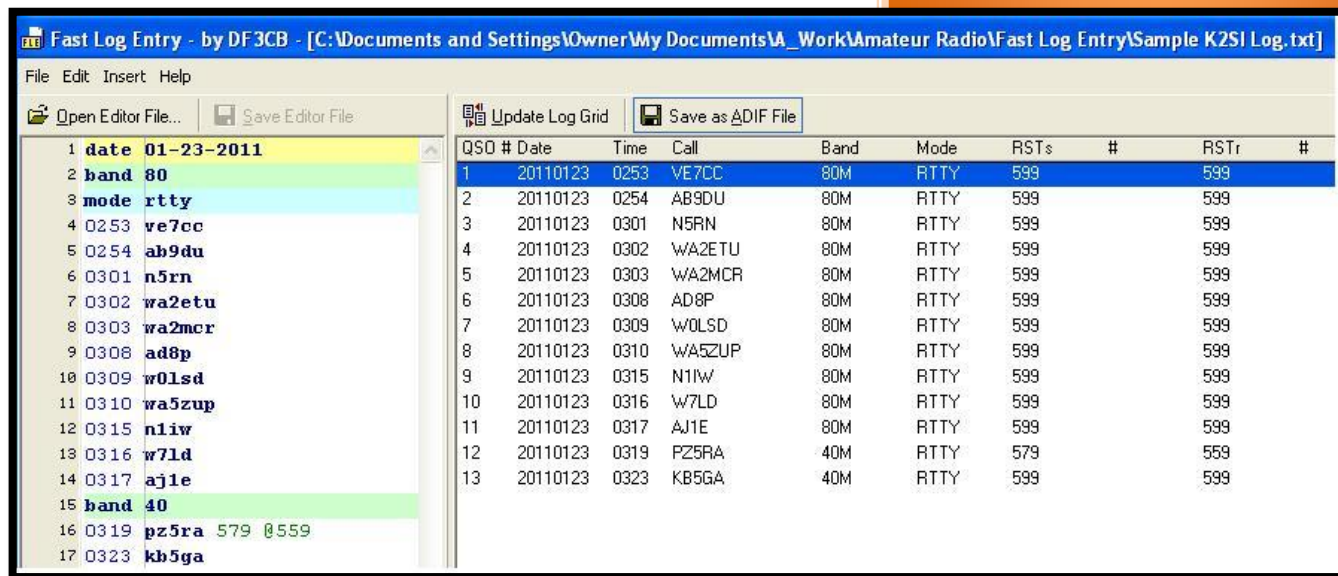 Fast Log Entry - by DF3CB - [C:\Documents and Settings\Owner\My Documents\A_Work\Amateur Radio\Fast Log Entry\Sample K2SI Log.txt]
File Edit Insert Help
Open Editor File... Save Editor File
1 date 01-23-2011
2 band 80
3 mode rtty
4 0253 ve7cc
5 0254 ab9du
6 0301 n5rn
7 0302 wa2etu
8 0303 wa2mcr
9 0308 ad8p
10 0309 w0lsd
11 0310 wa5zup
12 0315 n1iw
13 0316 w7ld
14 0317 aj1e
15 band 40
16 0319 pz5ra 579 @559
17 0323 kb5ga
Update Log Grid Save as ADIF File
QSO # Date Time Call Band Mode RSTs # RSTr #
1 20110123 0253 VE7CC 80M RTTY 599 599
2 20110123 0254 AB9DU 80M RTTY 599 599
3 20110123 0301 N5RN 80M RTTY 599 599
4 20110123 0302 WA2ETU 80M RTTY 599 599
5 20110123 0303 WA2MCR 80M RTTY 599 599
6 20110123 0308 AD8P 80M RTTY 599 599
7 20110123 0309 W0LSD 80M RTTY 599 599
8 20110123 0310 WA5ZUP 80M RTTY 599 599
9 20110123 0315 N1IW 80M RTTY 599 599
10 20110123 0316 W7LD 80M RTTY 599 599
11 20110123 0317 AJ1E 80M RTTY 599 599
12 20110123 0319 PZ5RA 40M RTTY 579 559
13 20110123 0323 KB5GA 40M RTTY 599 599